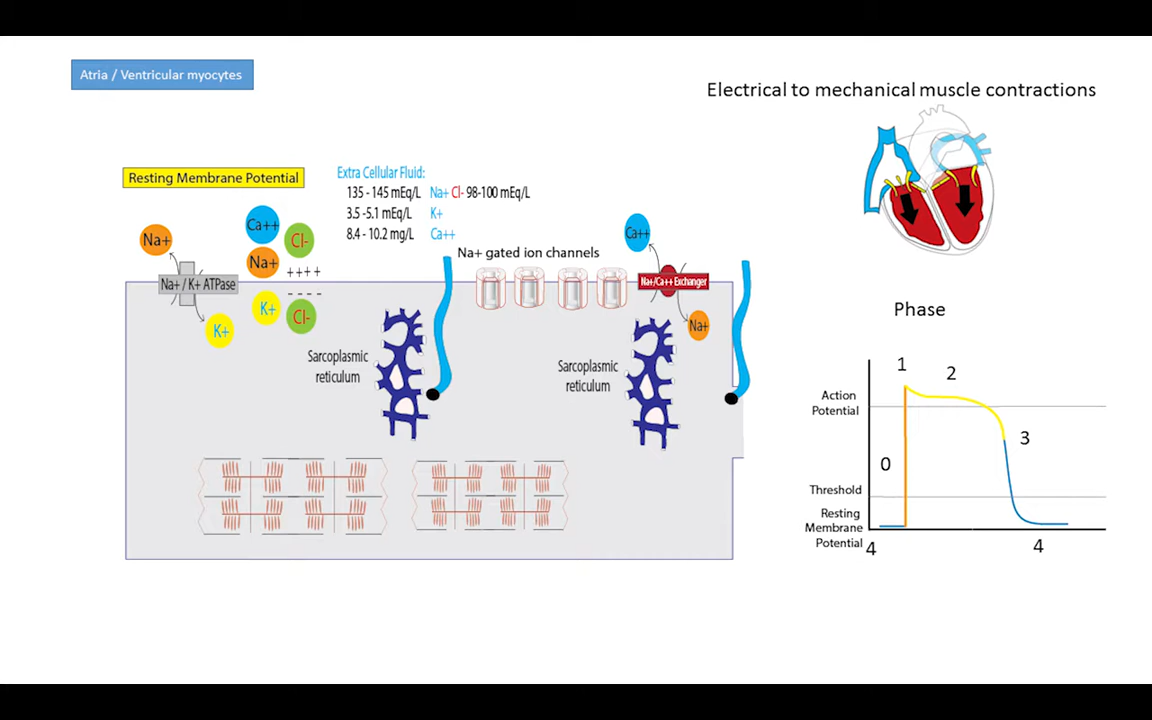 Atria / Ventricular myocytes
Electrical to mechanical muscle contractions
Resting Membrane Potential
Extra Cellular Fluid:
135 - 145 mEq/L Na+ Cl- 98-100 mEq/L
3.5 -5.1 mEq/L K+
8.4 - 10.2 mg/L Ca++
Na+
Ca++
Cl-
Na+
++++
----
Na+ / K+ ATPase
K+
K+
Cl-
Na+ gated ion channels
Ca++
Na+/Ca++ Exchanger
Na+
Sarcoplasmic
reticulum
Sarcoplasmic
reticulum
Phase
1
2
Action
Potential
3
0
Threshold
Resting
Membrane
Potential
4
4